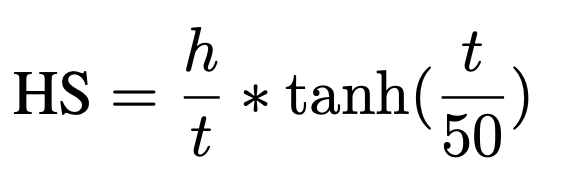 HS = h/t * tanh(t/50)